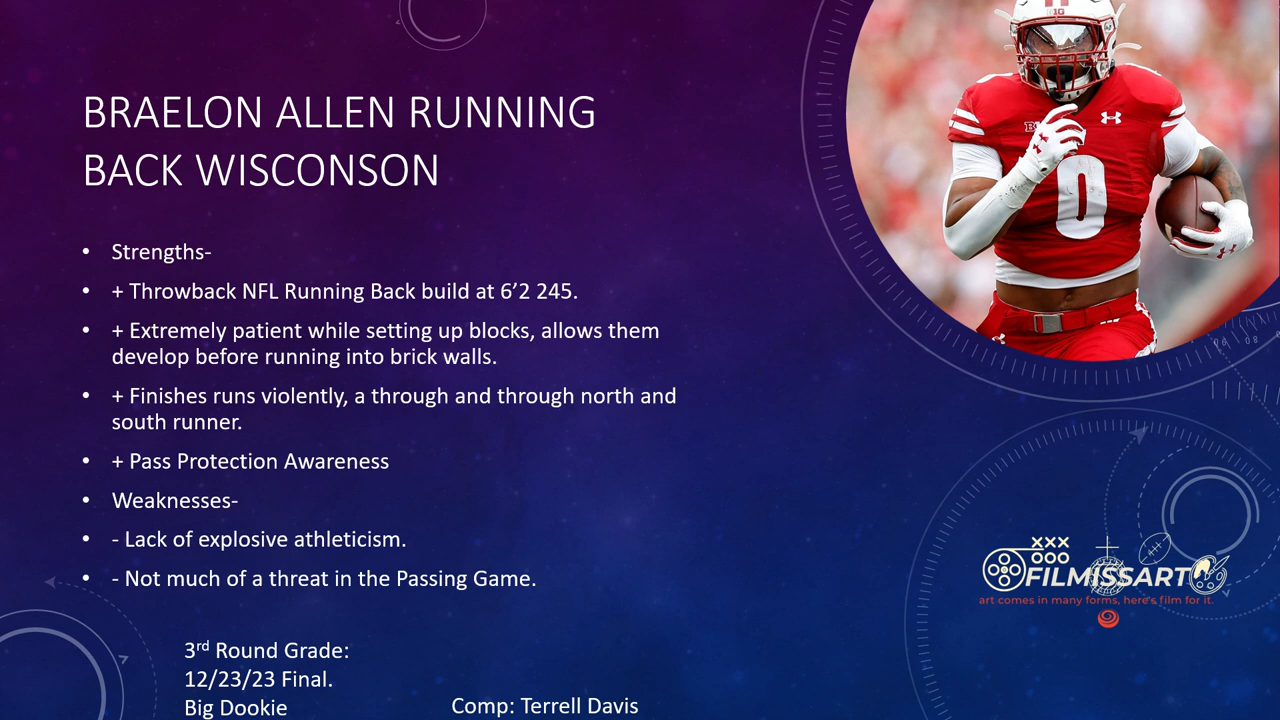 BRAELON ALLEN RUNNING
BACK WISCONSON
• Strengths-
• + Throwback NFL Running Back build at 6’2 245.
• + Extremely patient while setting up blocks, allows them
develop before running into brick walls.
• + Finishes runs violently, a through and through north and
south runner.
• + Pass Protection Awareness
• Weaknesses-
• - Lack of explosive athleticism.
• - Not much of a threat in the Passing Game.
3rd Round Grade:
12/23/23 Final.
Big Dookie
Comp: Terrell Davis
0
XXX
OOO
FILMISSART
art comes in many forms, here's film for it.